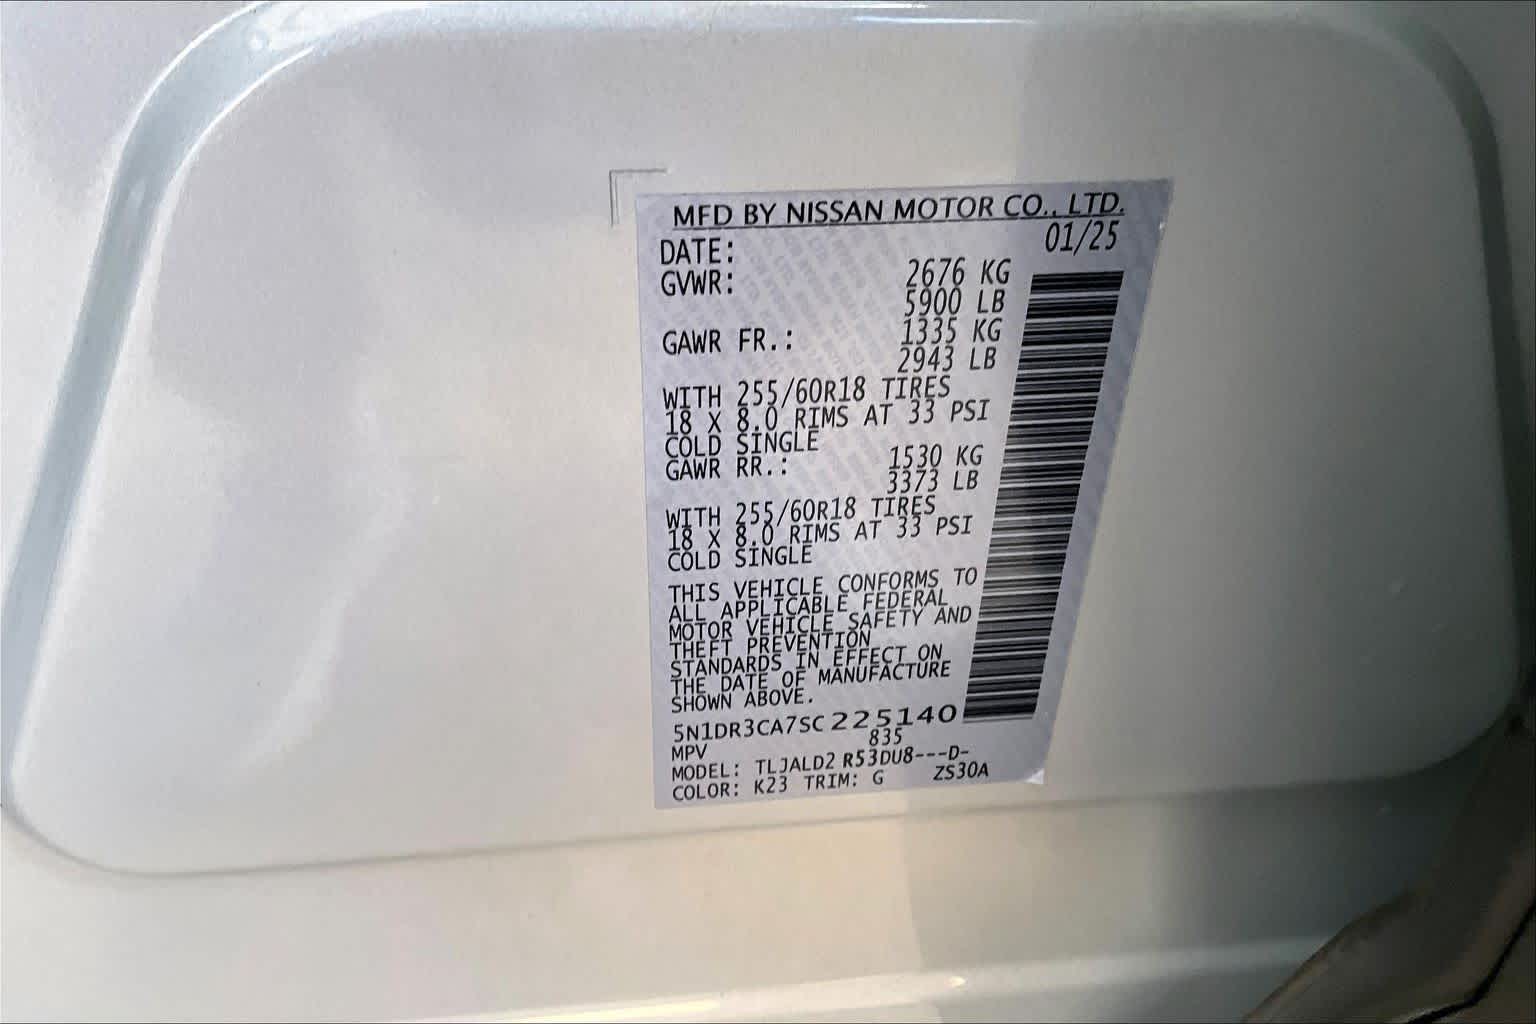 MFD BY NISSAN MOTOR CO., LTD.
DATE: 01/25
GVWR: 2676 KG
5900 LB
GAWR FR.: 1335 KG
2943 LB
WITH 255/60R18 TIRES
18 X 8.0 RIMS AT 33 PSI
COLD SINGLE
GAWR RR.: 1530 KG
3373 LB
WITH 255/60R18 TIRES
18 X 8.0 RIMS AT 33 PSI
COLD SINGLE
THIS VEHICLE CONFORMS TO
ALL APPLICABLE FEDERAL
MOTOR VEHICLE SAFETY AND
THEFT PREVENTION
STANDARDS IN EFFECT ON
THE DATE OF MANUFACTURE
SHOWN ABOVE.
5N1DR3CA7SC225140
MPV 835
MODEL: TLJALD2 R53DU8---D-
COLOR: K23 TRIM: G ZS30A